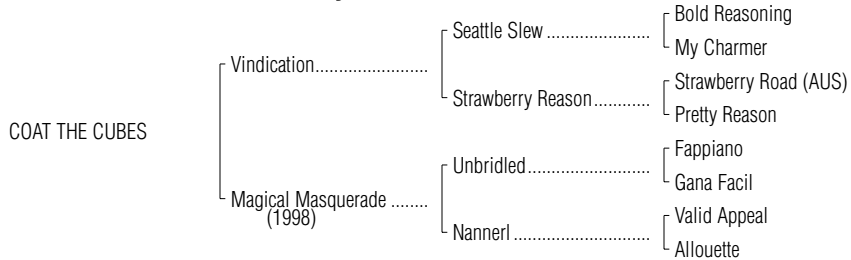 Bold Reasoning
Seattle Slew ......................
My Charmer
Vindication........................
Strawberry Road (AUS)
Strawberry Reason............
Pretty Reason
COAT THE CUBES
Fappiano
Unbridled..........................
Gana Facil
Magical Masquerade ........
(1998)
Valid Appeal
Nannerl .............................
Allouette